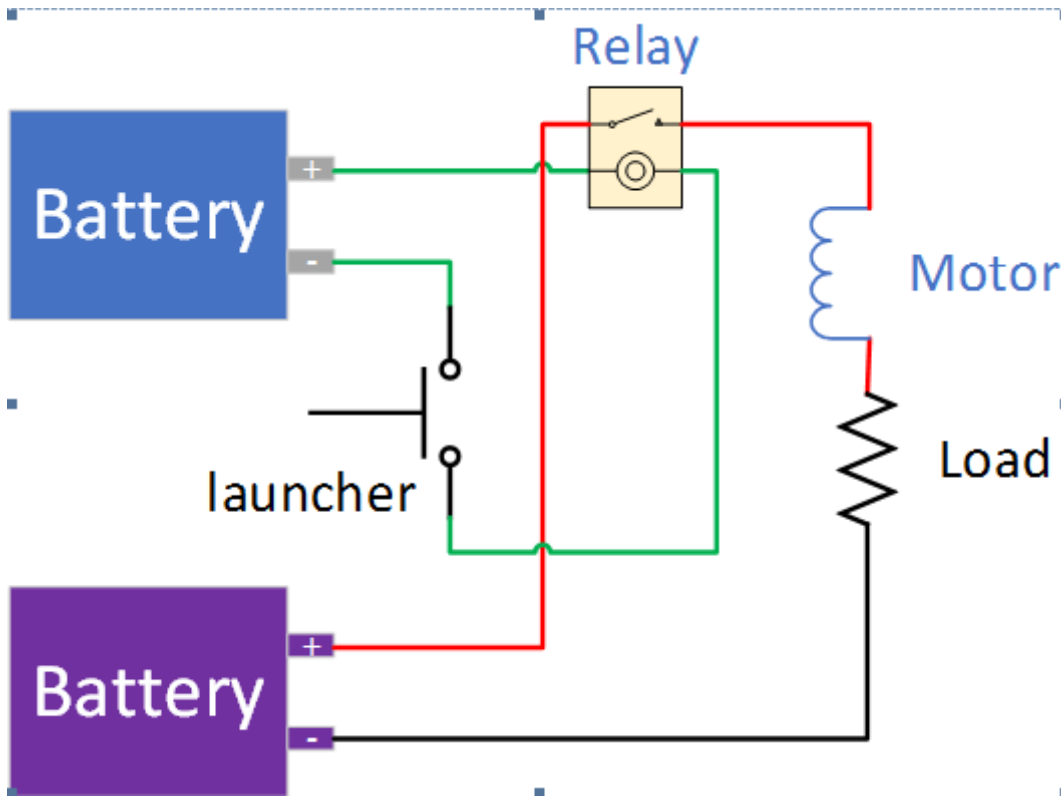 Relay
Battery
+
-
Motor
launcher
Load
Battery
+
-